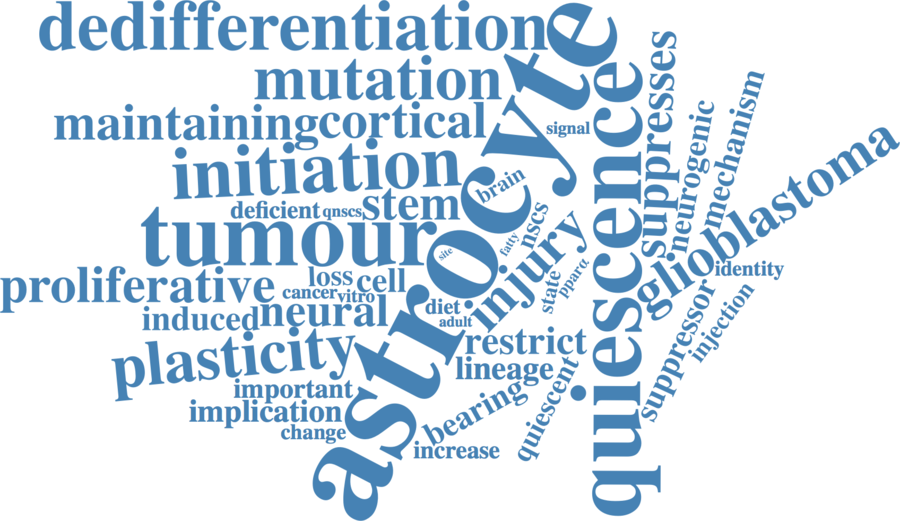 dedifferentiation
mutation
maintaining
cortical
initiation
deficient
qnscs
stem
tumour
proliferative
loss
cell
cancer
vitro
induced
neural
plasticity
important
implication
change
astrocyte
signal
brain
site
fatty
nscs
injury
diet
adult
state
pparα
restrict
lineage
bearing
increase
quiescent
quiescence
suppresses
neurogenic
mechanism
glioblastoma
identity
suppressor
injection